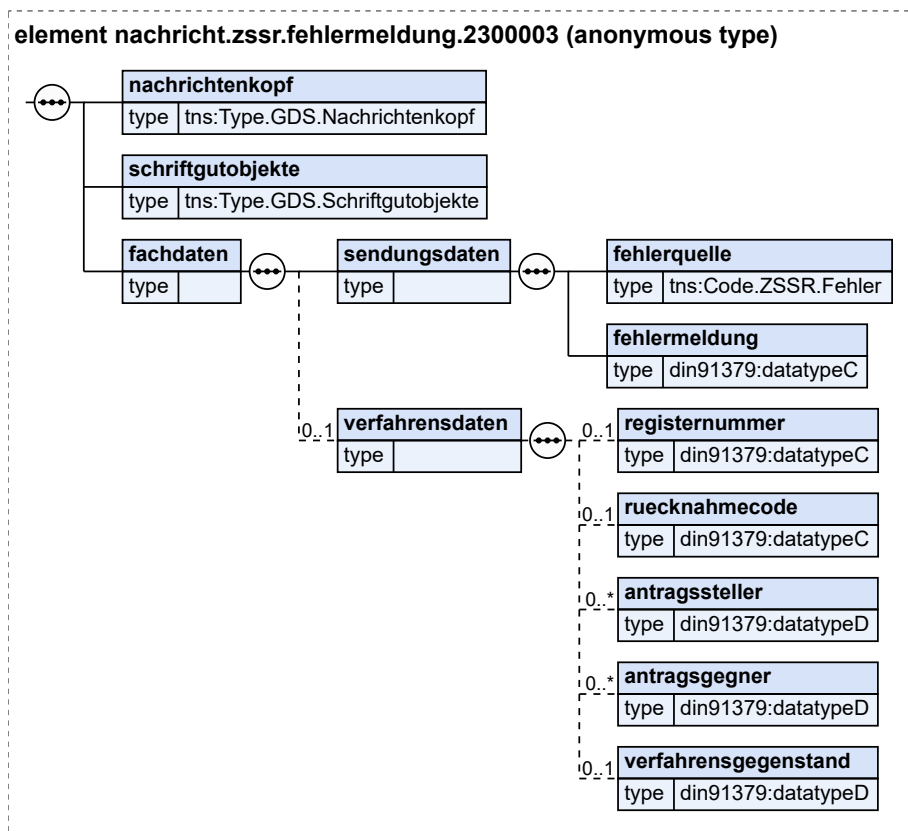 element nachricht.zssr.fehlermeldung.2300003 (anonymous type)
nachrichtenkopf
type tns:Type.GDS.Nachrichtenkopf
schriftgutobjekte
type tns:Type.GDS.Schriftgutobjekte
fachdaten
type
sendungsdaten
type
fehlerquelle
type tns:Code.ZSSR.Fehler
fehlermeldung
type din91379:datatypeC
0..1 verfahrensdaten
type
0..1 registernummer
type din91379:datatypeC
0..1 ruecknahmecode
type din91379:datatypeC
0..* antragssteller
type din91379:datatypeD
0..* antragsgegner
type din91379:datatypeD
0..1 verfahrensgegenstand
type din91379:datatypeD